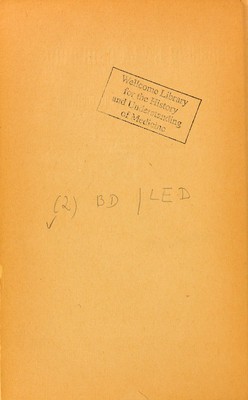 Wellcome Library
for the History
and Understanding
of Medicine
(2) BD / LED
✓